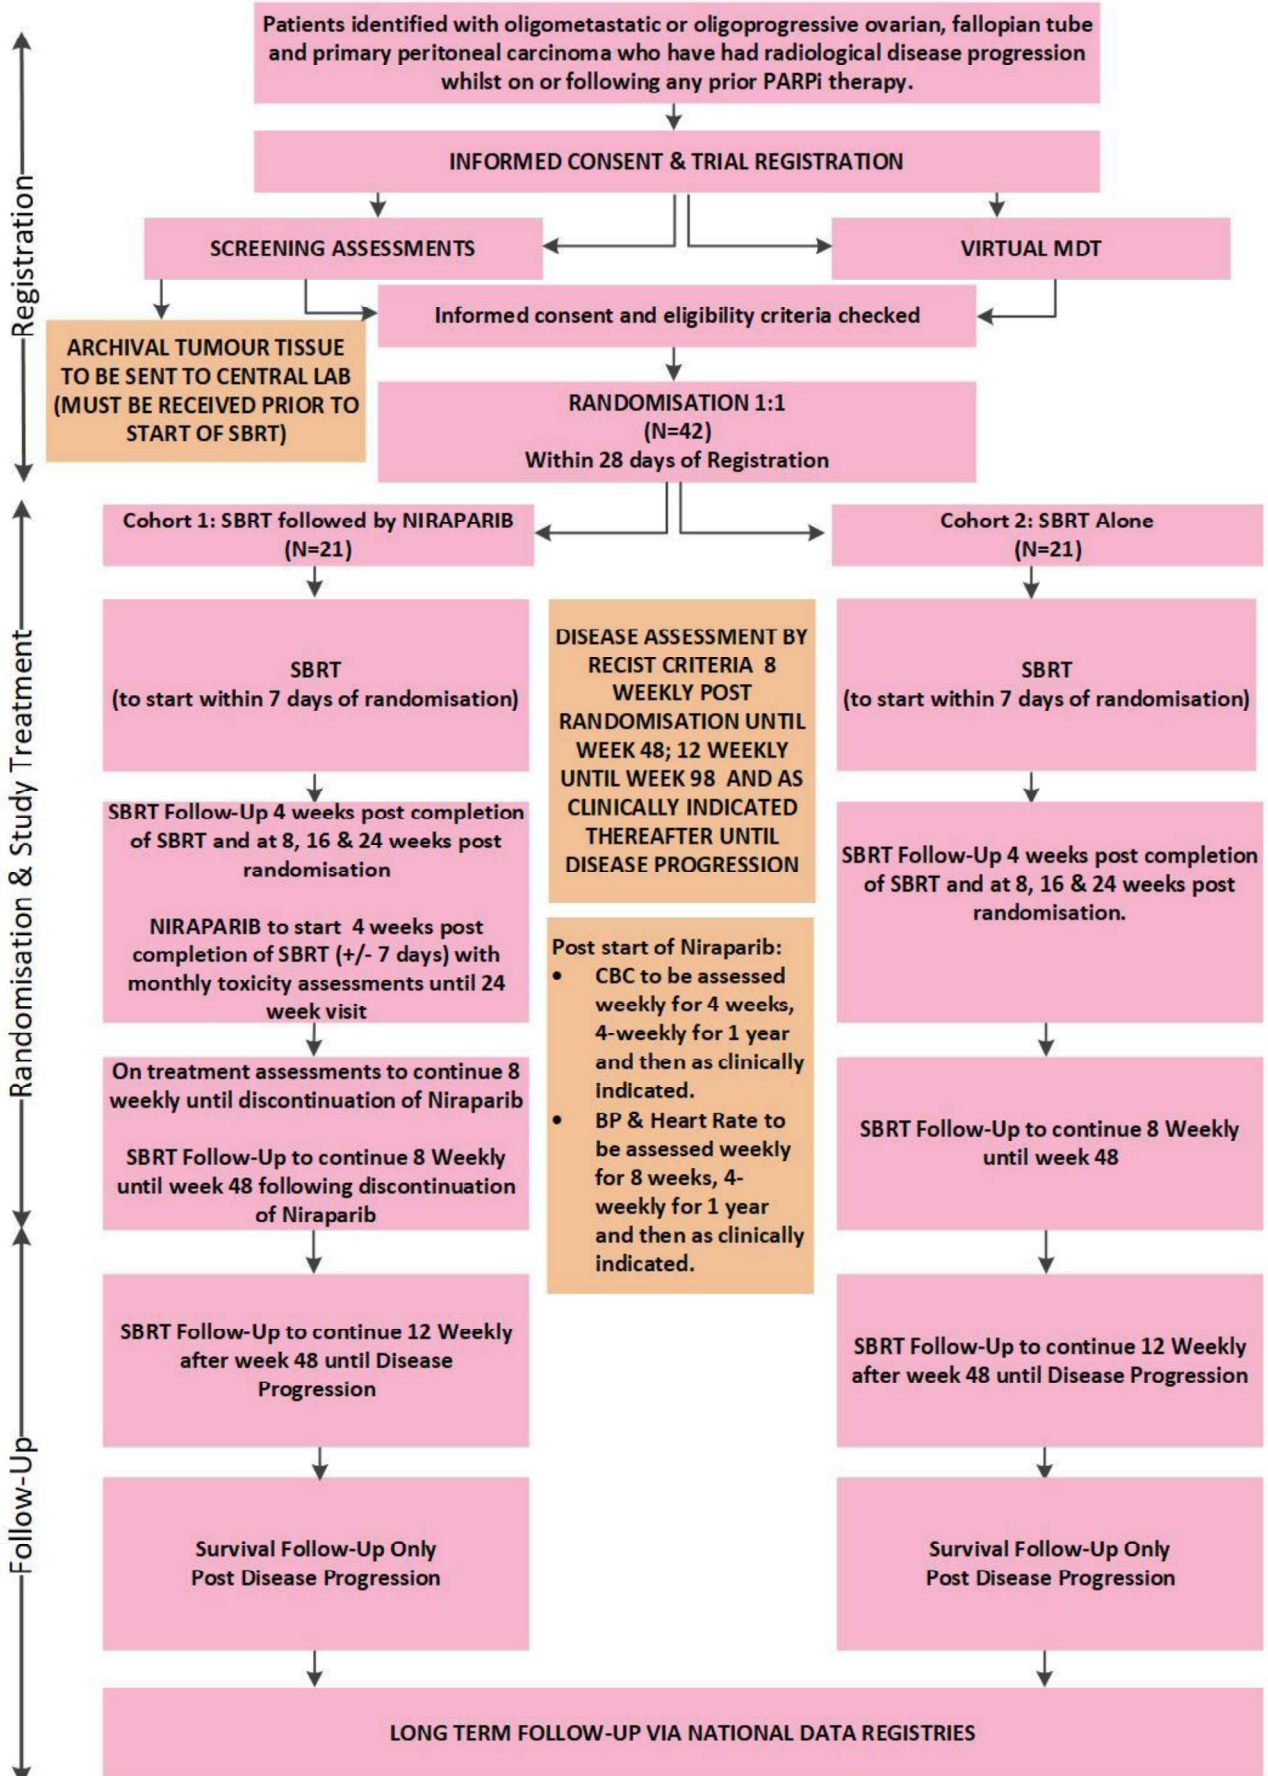 Patients identified with oligometastatic or oligoprogressive ovarian, fallopian tube
and primary peritoneal carcinoma who have had radiological disease progression
whilst on or following any prior PARPi therapy.
INFORMED CONSENT & TRIAL REGISTRATION
SCREENING ASSESSMENTS
VIRTUAL MDT
Informed consent and eligibility criteria checked
ARCHIVAL TUMOUR TISSUE
TO BE SENT TO CENTRAL LAB
(MUST BE RECEIVED PRIOR TO
START OF SBRT)
RANDOMISATION 1:1
(N=42)
Within 28 days of Registration
Registration
Cohort 1: SBRT followed by NIRAPARIB
(N=21)
Cohort 2: SBRT Alone
(N=21)
SBRT
(to start within 7 days of randomisation)
DISEASE ASSESSMENT BY
RECIST CRITERIA 8
WEEKLY POST
RANDOMISATION UNTIL
WEEK 48; 12 WEEKLY
UNTIL WEEK 98 AND AS
CLINICALLY INDICATED
THEREAFTER UNTIL
DISEASE PROGRESSION
SBRT
(to start within 7 days of randomisation)
SBRT Follow-Up 4 weeks post completion
of SBRT and at 8, 16 & 24 weeks post
randomisation
NIRAPARIB to start 4 weeks post
completion of SBRT (+/- 7 days) with
monthly toxicity assessments until 24
week visit
SBRT Follow-Up 4 weeks post completion
of SBRT and at 8, 16 & 24 weeks post
randomisation.
Post start of Niraparib:
• CBC to be assessed
weekly for 4 weeks,
4-weekly for 1 year
and then as clinically
indicated.
• BP & Heart Rate to
be assessed weekly
for 8 weeks, 4-
weekly for 1 year
and then as clinically
indicated.
On treatment assessments to continue 8
weekly until discontinuation of Niraparib
SBRT Follow-Up to continue 8 Weekly
until week 48 following discontinuation
of Niraparib
SBRT Follow-Up to continue 8 Weekly
until week 48
Randomisation & Study Treatment
SBRT Follow-Up to continue 12 Weekly
after week 48 until Disease
Progression
SBRT Follow-Up to continue 12 Weekly
after week 48 until Disease Progression
Survival Follow-Up Only
Post Disease Progression
Survival Follow-Up Only
Post Disease Progression
Follow-Up
LONG TERM FOLLOW-UP VIA NATIONAL DATA REGISTRIES